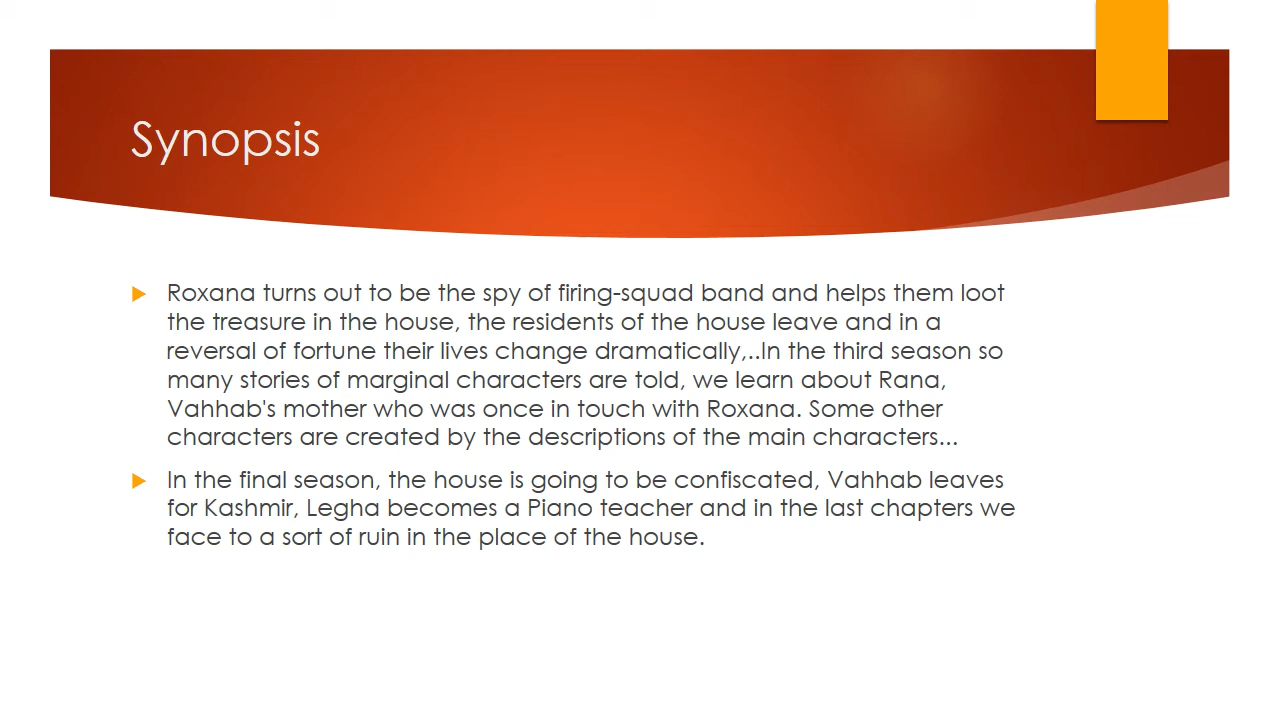 Synopsis
Roxana turns out to be the spy of firing-squad band and helps them loot
the treasure in the house, the residents of the house leave and in a
reversal of fortune their lives change dramatically,..In the third season so
many stories of marginal characters are told, we learn about Rana,
Vahhab's mother who was once in touch with Roxana. Some other
characters are created by the descriptions of the main characters...
In the final season, the house is going to be confiscated, Vahhab leaves
for Kashmir, Legha becomes a Piano teacher and in the last chapters we
face to a sort of ruin in the place of the house.